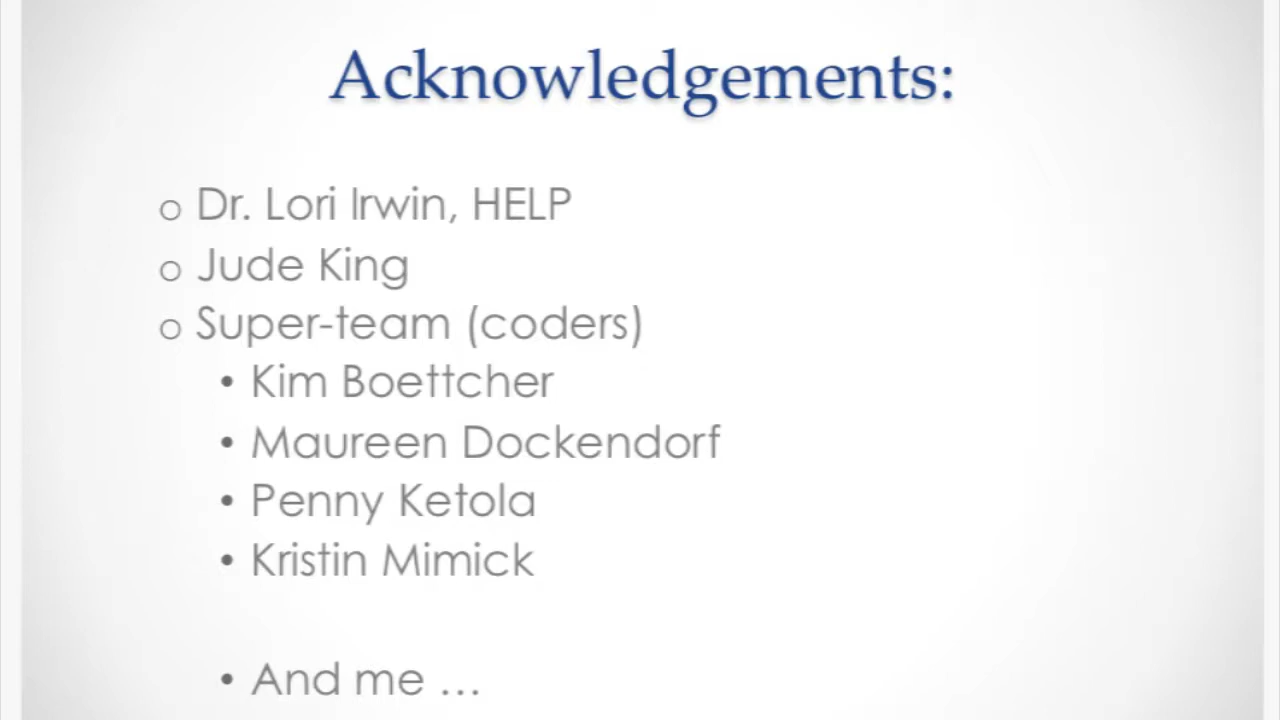 Acknowledgements:
o Dr. Lori Irwin, HELP
o Jude King
o Super-team (coders)
• Kim Boettcher
• Maureen Dockendorf
• Penny Ketola
• Kristin Mimick
• And me …